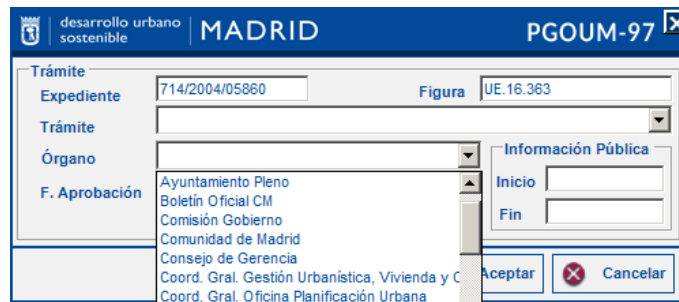 desarrollo urbano
sostenible
MADRID
PGOUM-97
Trámite
Expediente 714/2004/05860 Figura UE.16.363
Trámite
Órgano
Información Pública
F. Aprobación
Inicio
Fin
Ayuntamiento Pleno
Boletín Oficial CM
Comisión Gobierno
Comunidad de Madrid
Consejo de Gerencia
Coord. Gral. Gestión Urbanística, Vivienda y
Coord. Gral. Oficina Planificación Urbana
Aceptar Cancelar